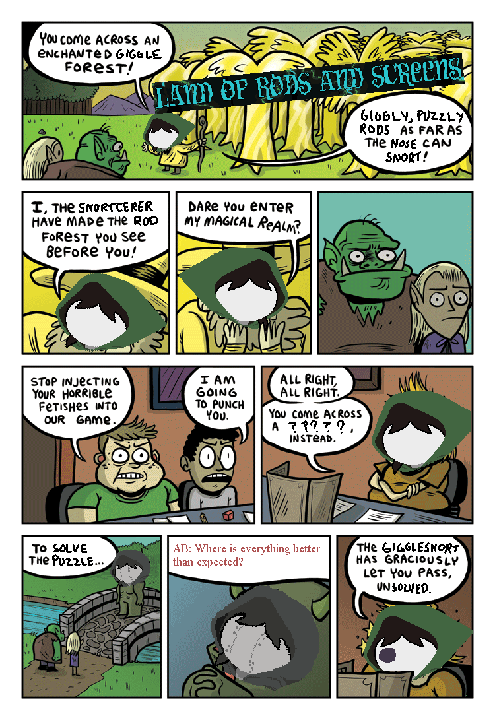 YOU COME ACROSS AN
ENCHANTED GIGGLE
FOREST!
LAND OF RODS AND SCREENS
GIGGLY, PUZZLY
RODS AS FAR AS
THE NOSE CAN
SNORT!
I, THE SNORTCERER
HAVE MADE THE ROD
FOREST YOU SEE
BEFORE YOU!
DARE YOU ENTER
MY MAGICAL REALM?
STOP INJECTING
YOUR HORRIBLE
FETISHES INTO
OUR GAME.
I AM
GOING
TO PUNCH
YOU.
ALL RIGHT,
ALL RIGHT.
YOU COME ACROSS
A ? ? ? ? ?,
INSTEAD.
TO SOLVE
THE PUZZLE...
AB: Where is everything better
than expected?
THE GIGGLESNORT
HAS GRACIOUSLY
LET YOU PASS,
UNSOLVED.